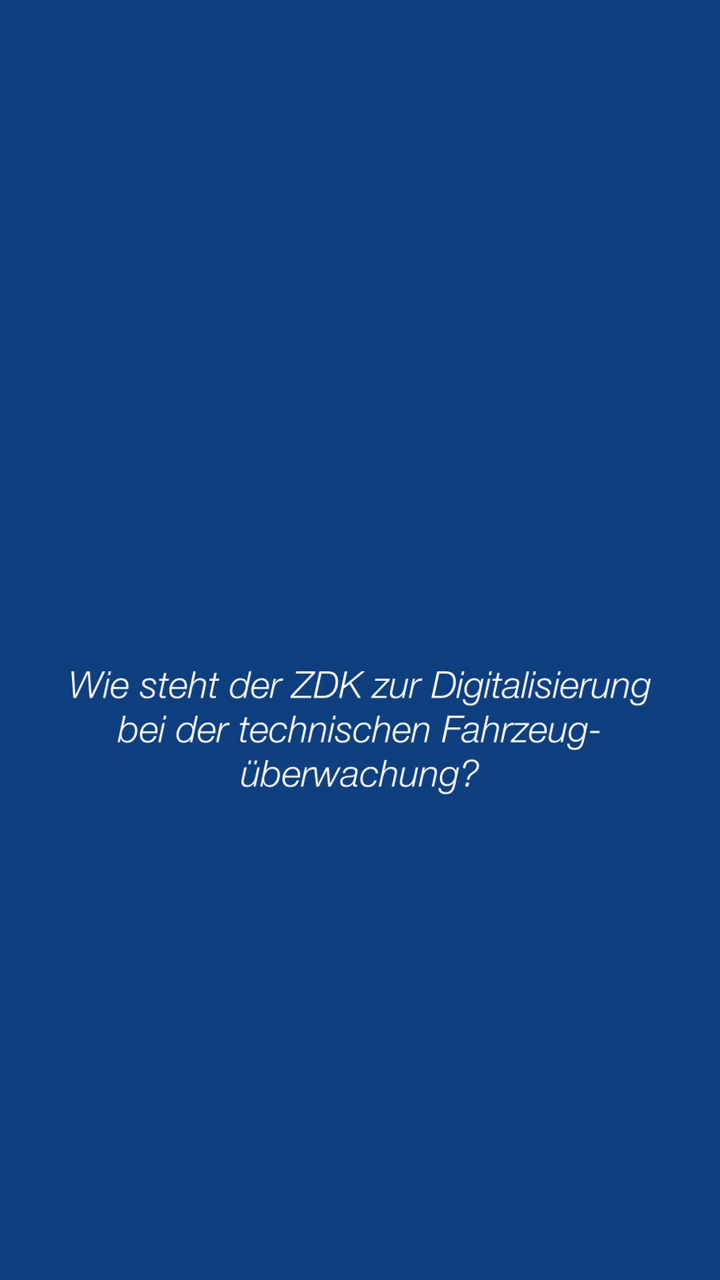 Wie steht der ZDK zur Digitalisierung
bei der technischen Fahrzeug-
überwachung?